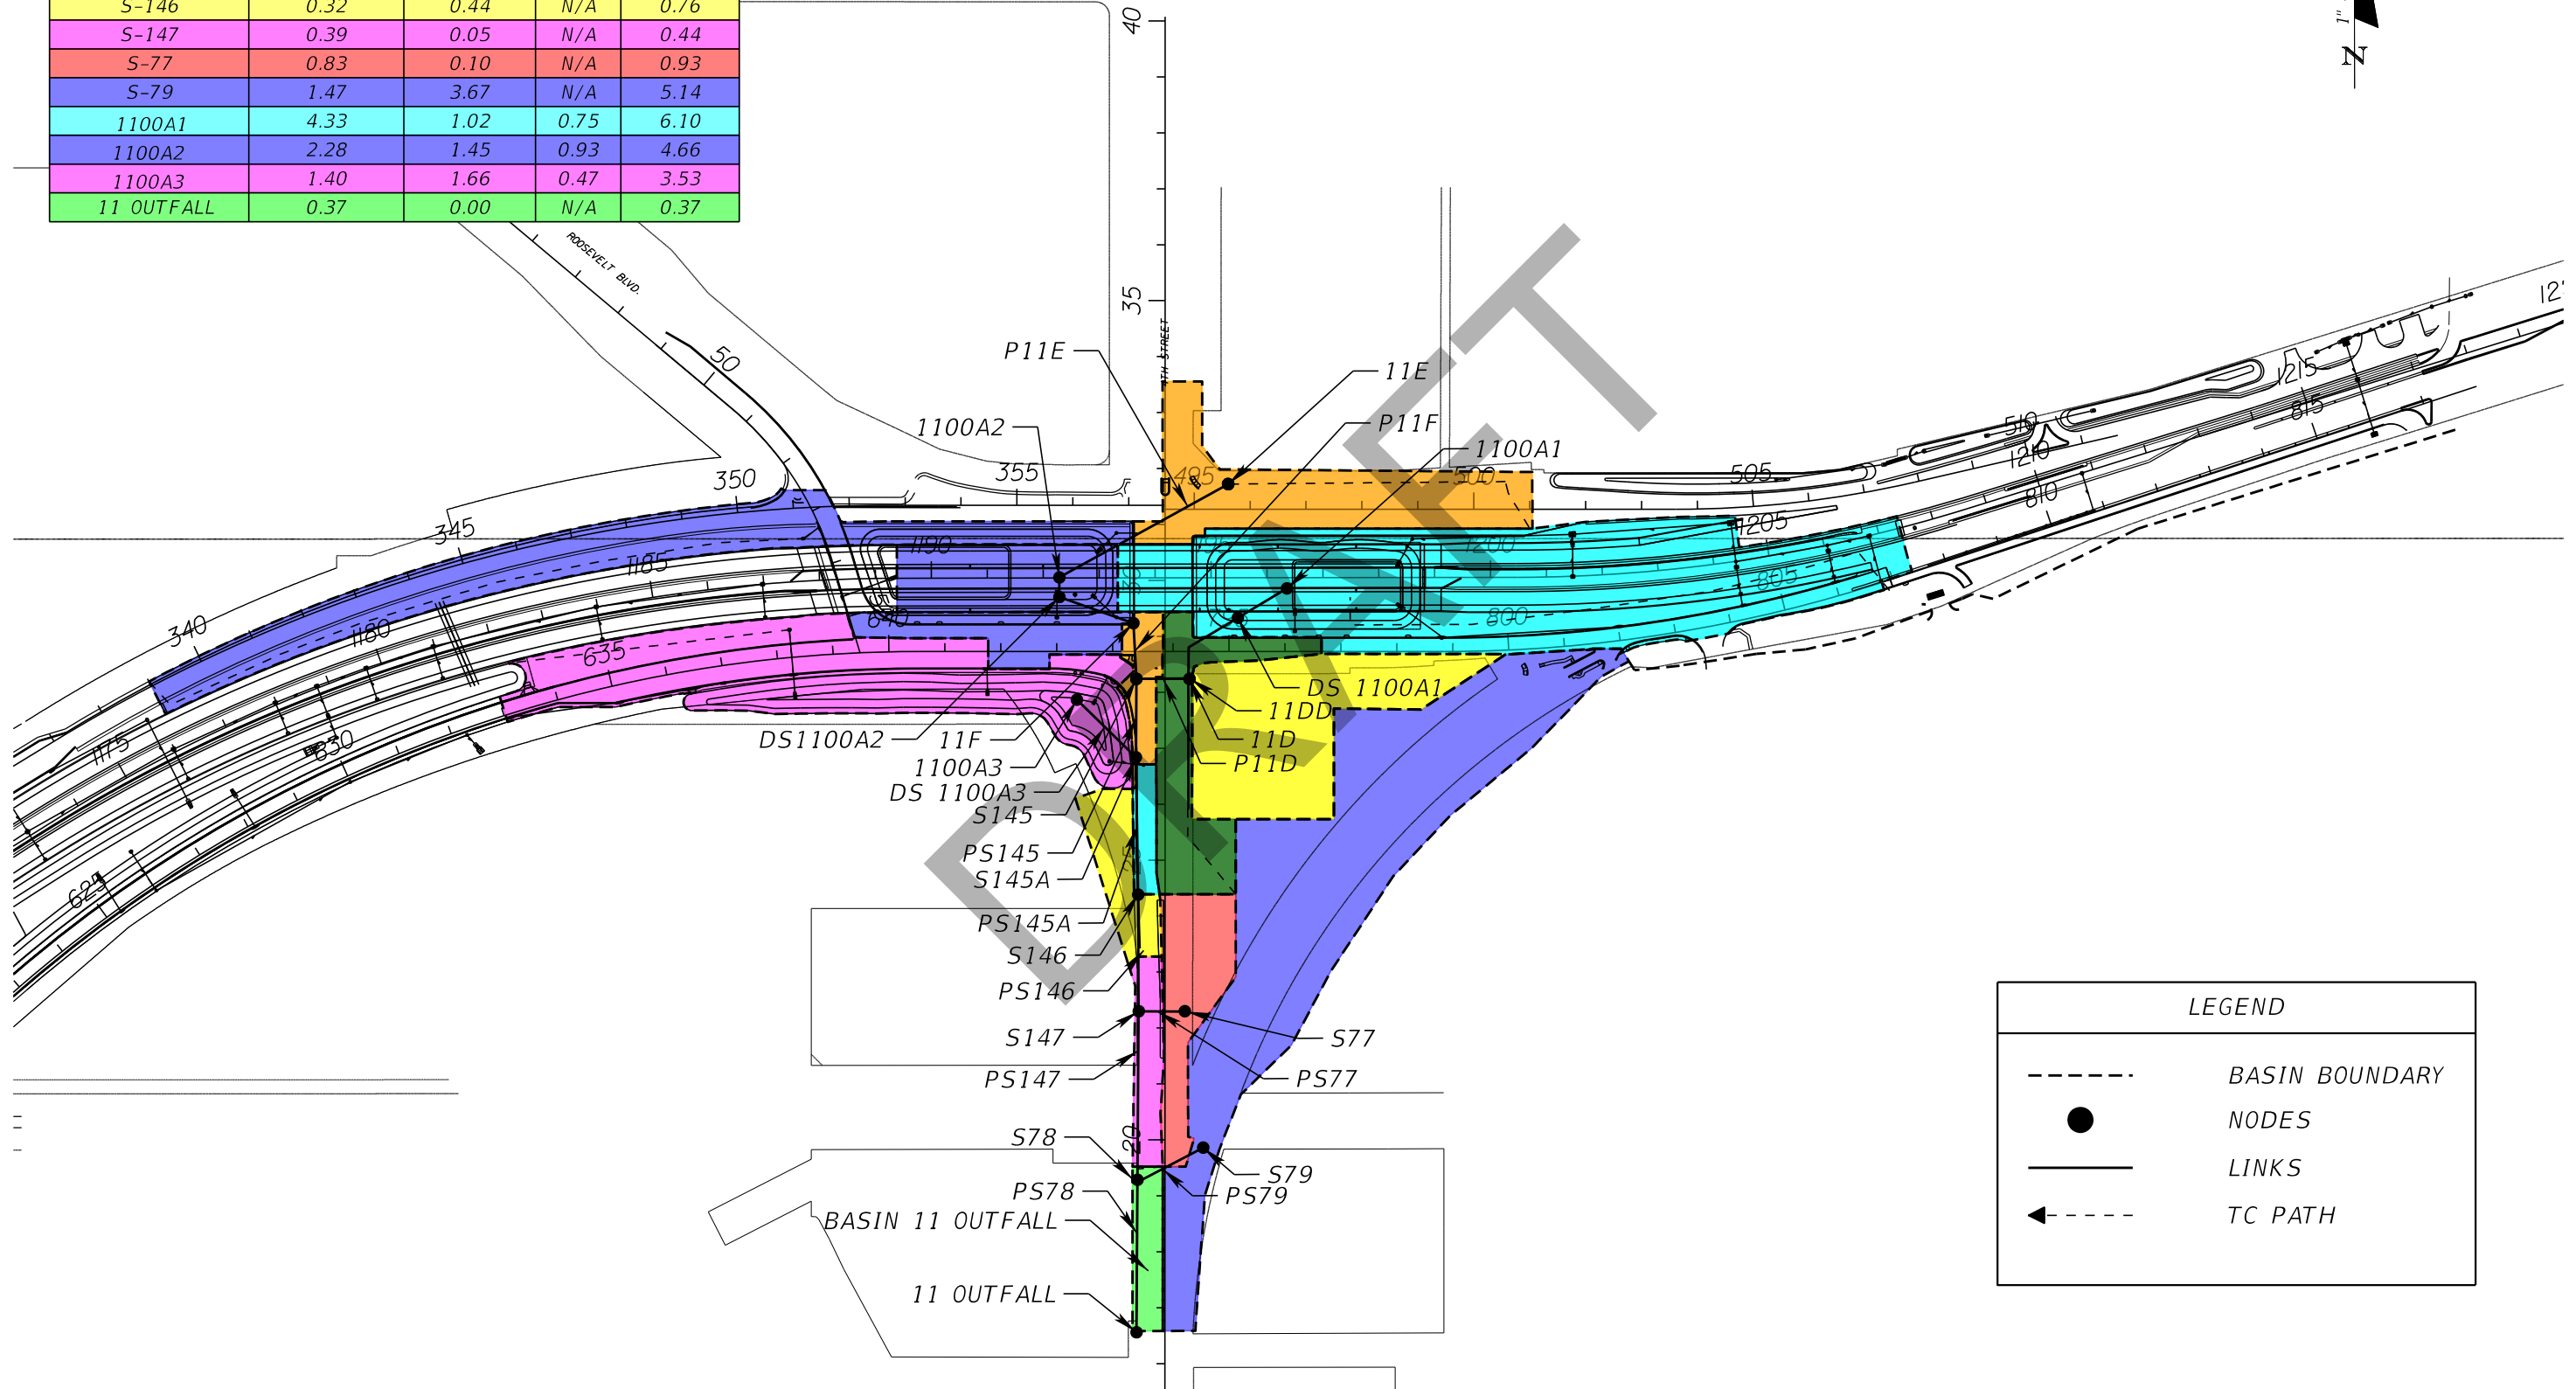 S-146 0.32 0.44 N/A 0.76
S-147 0.39 0.05 N/A 0.44
S-77 0.83 0.10 N/A 0.93
S-79 1.47 3.67 N/A 5.14
1100A1 4.33 1.02 0.75 6.10
1100A2 2.28 1.45 0.93 4.66
1100A3 1.40 1.66 0.47 3.53
11 OUTFALL 0.37 0.00 N/A 0.37
1"
N
40
ROOSEVELT BLVD.
35
STREET
50
P11E
11E
P11F
1100A2
1100A1
1215
815
510
1210
810
350
355
495
500
505
345
1190
1200
1205
1185
805
340
1180
640
800
635
DS 1100A1
11DD
DS1100A2
11F
11D
1175
630
1100A3
P11D
DS 1100A3
S145
PS145
S145A
625
PS145A
S146
PS146
S147
S77
PS147
PS77
20
S78
S79
PS78
PS79
BASIN 11 OUTFALL
11 OUTFALL
DRAFT
LEGEND
BASIN BOUNDARY
NODES
LINKS
TC PATH